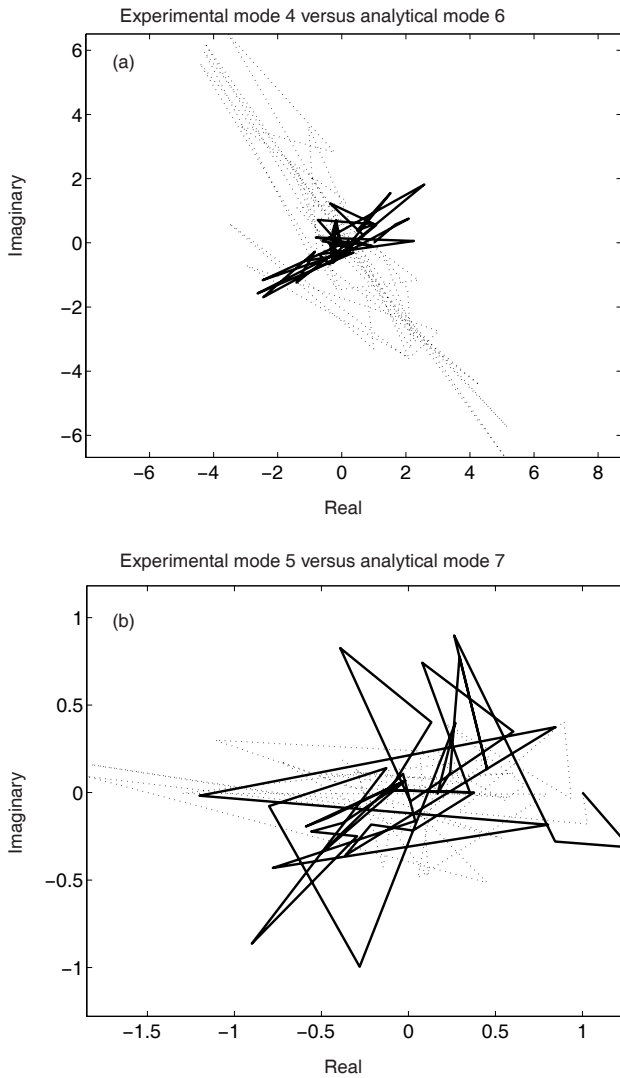 Experimental mode 4 versus analytical mode 6
(a)
6
4
2
0
−2
−4
−6
Imaginary
−6 −4 −2 0 2 4 6 8
Real
Experimental mode 5 versus analytical mode 7
(b)
1
0.5
0
−0.5
−1
Imaginary
−1.5 −1 −0.5 0 0.5 1
Real